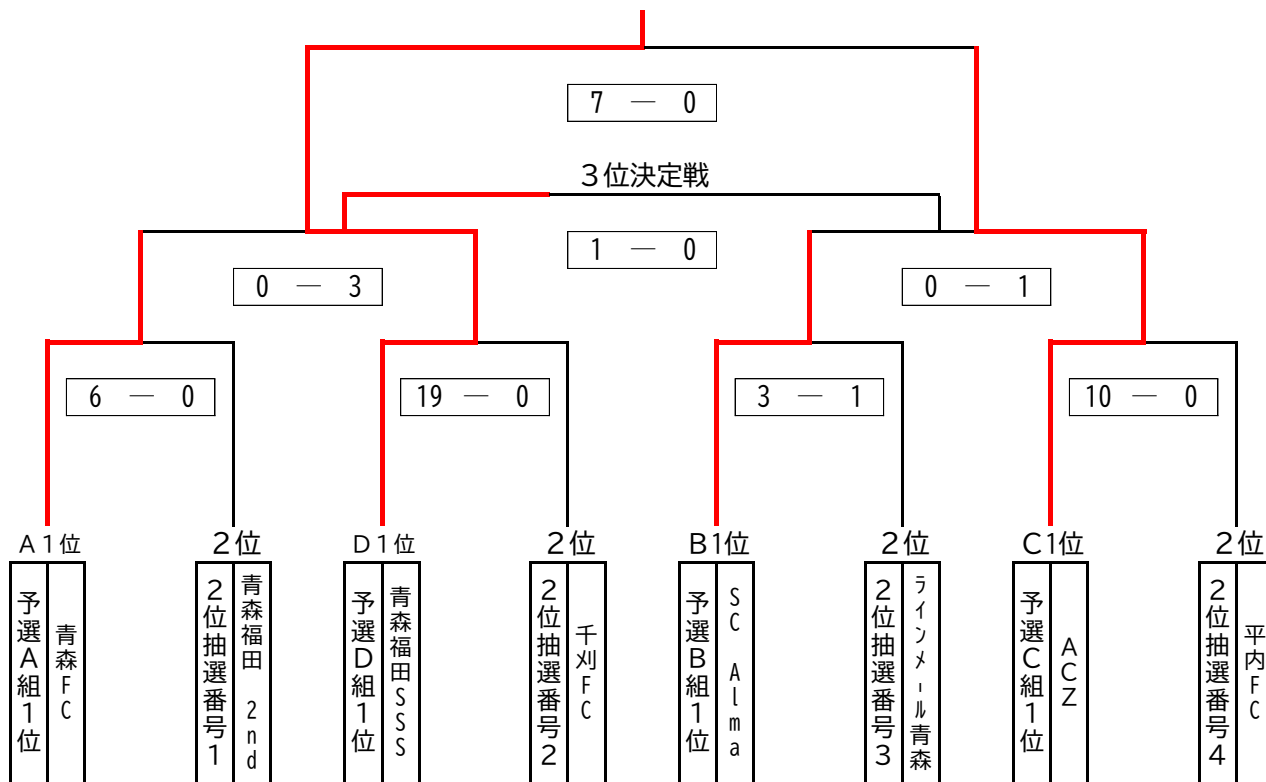 7 ― 0
3位決定戦
1 ― 0
0 ― 3
0 ― 1
6 ― 0
19 ― 0
3 ― 1
10 ― 0
A1位
2位
D1位
2位
B1位
2位
C1位
2位
予選A組1位
青森FC
2位抽選番号1
青森福田 2nd
予選D組1位
青森福田SSS
2位抽選番号2
千刈FC
予選B組1位
SC Alma
2位抽選番号3
ラインメール青森
予選C組1位
ACZ
2位抽選番号4
平内FC